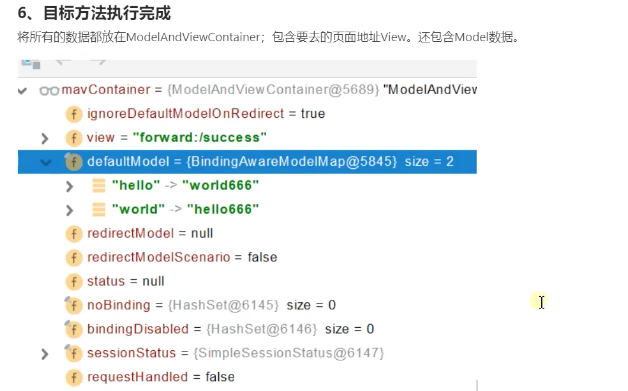 6、目标方法执行完成
将所有的数据都放在ModelAndViewContainer；包含要去的页面地址View。还包含Model数据。
mavContainer = {ModelAndViewContainer@5689} "ModelAndView
ignoreDefaultModelOnRedirect = true
view = "forward:/success"
defaultModel = {BindingAwareModelMap@5845} size = 2
"hello" -> "world666"
"world" -> "hello666"
redirectModel = null
redirectModelScenario = false
status = null
noBinding = {HashSet@6145} size = 0
bindingDisabled = {HashSet@6146} size = 0
sessionStatus = {SimpleSessionStatus@6147}
requestHandled = false